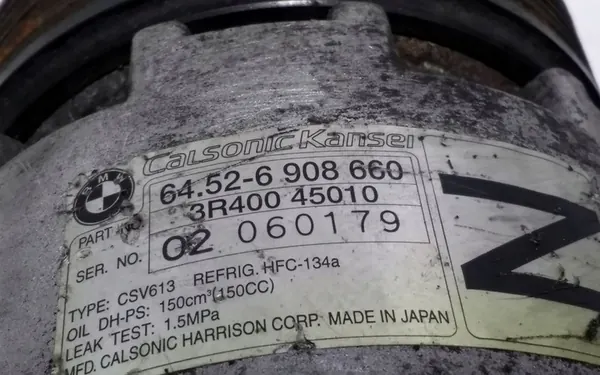 Calsonic Kansei
BMW
PART No. 64.52-6 908 660
3R400 45010
SER. NO. 02 060179
TYPE: CSV613 REFRIG. HFC-134a
OIL DH-PS: 150cm³(150CC)
LEAK TEST: 1.5MPa
MFD. CALSONIC HARRISON CORP. MADE IN JAPAN